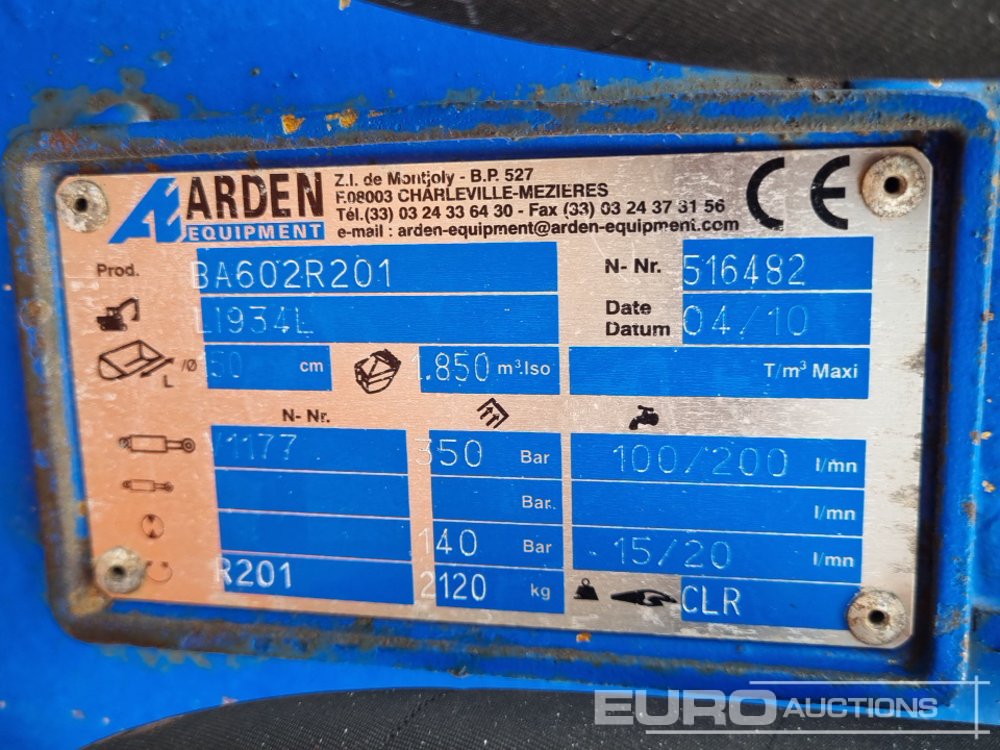 ARDEN
EQUIPMENT
Z.I. de Montjoly - B.P. 527
F.08003 CHARLEVILLE-MEZIERES
Tél.(33) 03 24 33 64 30 - Fax (33) 03 24 37 31 56
e-mail : arden-equipment@arden-equipment.com
CE
Prod. BA602R201 N- Nr. 516482
LI934L Date Datum 04/10
L /Ø cm .850 m³.Iso T/m³ Maxi
N- Nr.
1177 350 Bar 100/200 l/mn
Bar. l/mn
140 Bar 15/20 l/mn
R201 2120 kg CLR
EURO AUCTIONS